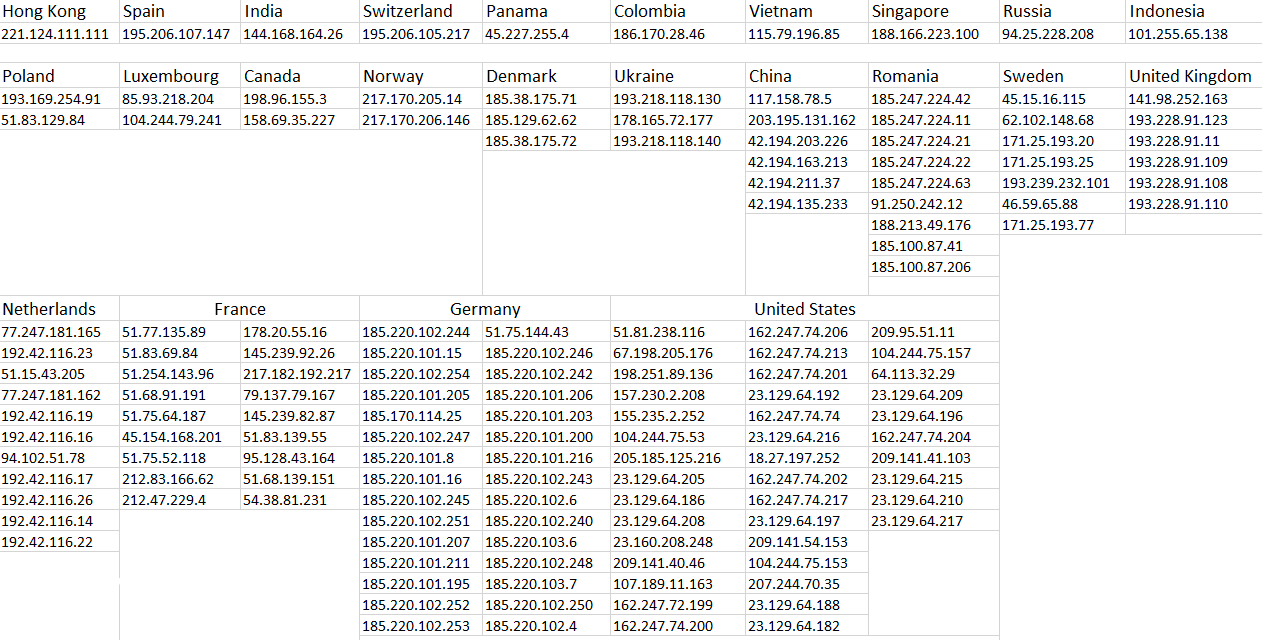 Hong Kong Spain India Switzerland Panama Colombia Vietnam Singapore Russia Indonesia
221.124.111.111 195.206.107.147 144.168.164.26 195.206.105.217 45.227.255.4 186.170.28.46 115.79.196.85 188.166.223.100 94.25.228.208 101.255.65.138
Poland Luxembourg Canada Norway Denmark Ukraine China Romania Sweden United Kingdom
193.169.254.91 85.93.218.204 198.96.155.3 217.170.205.14 185.38.175.71 193.218.118.130 117.158.78.5 185.247.224.42 45.15.16.115 141.98.252.163
51.83.129.84 104.244.79.241 158.69.35.227 217.170.206.146 185.129.62.62 178.165.72.177 203.195.131.162 185.247.224.11 62.102.148.68 193.228.91.123
185.38.175.72 193.218.118.140 42.194.203.226 185.247.224.21 171.25.193.20 193.228.91.11
42.194.163.213 185.247.224.22 171.25.193.25 193.228.91.109
42.194.211.37 185.247.224.63 193.239.232.101 193.228.91.108
42.194.135.233 91.250.242.12 46.59.65.88 193.228.91.110
188.213.49.176 171.25.193.77
185.100.87.41
185.100.87.206
Netherlands France Germany United States
77.247.181.165 51.77.135.89 178.20.55.16 185.220.102.244 51.75.144.43 51.81.238.116 162.247.74.206 209.95.51.11
192.42.116.23 51.83.69.84 145.239.92.26 185.220.101.15 185.220.102.246 67.198.205.176 162.247.74.213 104.244.75.157
51.15.43.205 51.254.143.96 217.182.192.217 185.220.102.254 185.220.102.242 198.251.89.136 162.247.74.201 64.113.32.29
77.247.181.162 51.68.91.191 79.137.79.167 185.220.101.205 185.220.101.206 157.230.2.208 23.129.64.192 23.129.64.209
192.42.116.19 51.75.64.187 145.239.82.87 185.170.114.25 185.220.101.203 155.235.2.252 162.247.74.74 23.129.64.196
192.42.116.16 45.154.168.201 51.83.139.55 185.220.102.247 185.220.101.200 104.244.75.53 23.129.64.216 162.247.74.204
94.102.51.78 51.75.52.118 95.128.43.164 185.220.101.8 185.220.101.216 205.185.125.216 18.27.197.252 209.141.41.103
192.42.116.17 212.83.166.62 51.68.139.151 185.220.101.16 185.220.102.243 23.129.64.205 162.247.74.202 23.129.64.215
192.42.116.26 212.47.229.4 54.38.81.231 185.220.102.245 185.220.102.6 23.129.64.186 162.247.74.217 23.129.64.210
192.42.116.14 185.220.102.251 185.220.102.240 23.129.64.208 23.129.64.197 23.129.64.217
192.42.116.22 185.220.101.207 185.220.103.6 23.160.208.248 209.141.54.153
185.220.101.211 185.220.102.248 209.141.40.46 104.244.75.153
185.220.101.195 185.220.103.7 107.189.11.163 207.244.70.35
185.220.102.252 185.220.102.250 162.247.72.199 23.129.64.188
185.220.102.253 185.220.102.4 162.247.74.200 23.129.64.182